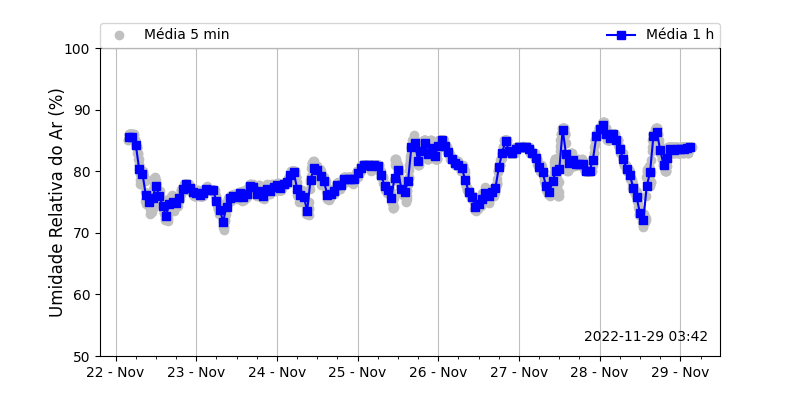 Média 5 min
Média 1 h
100
90
80
70
60
50
Umidade Relativa do Ar (%)
2022-11-29 03:42
22 - Nov
23 - Nov
24 - Nov
25 - Nov
26 - Nov
27 - Nov
28 - Nov
29 - Nov